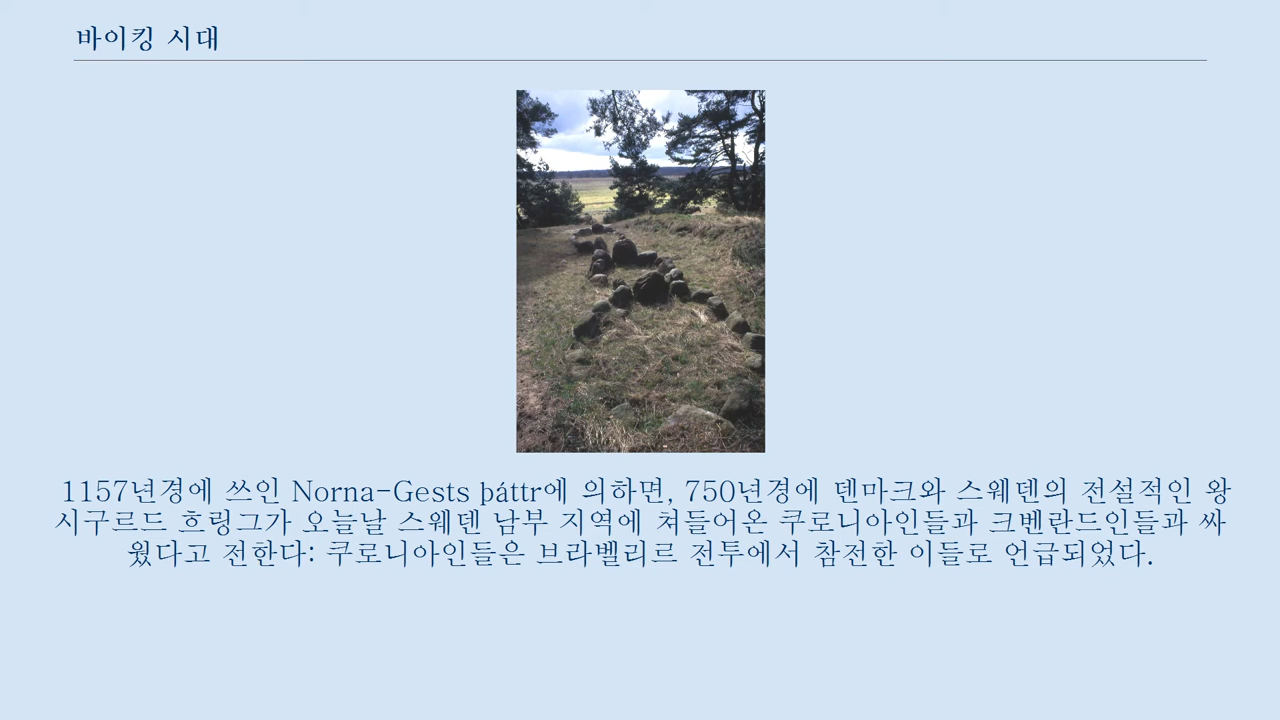 바이킹 시대
1157년경에 쓰인 Norna-Gests þáttr에 의하면, 750년경에 덴마크와 스웨덴의 전설적인 왕
시구르드 흐링그가 오늘날 스웨덴 남부 지역에 쳐들어온 쿠로니아인들과 크벤란드인들과 싸
웠다고 전한다: 쿠로니아인들은 브라벨리르 전투에서 참전한 이들로 언급되었다.